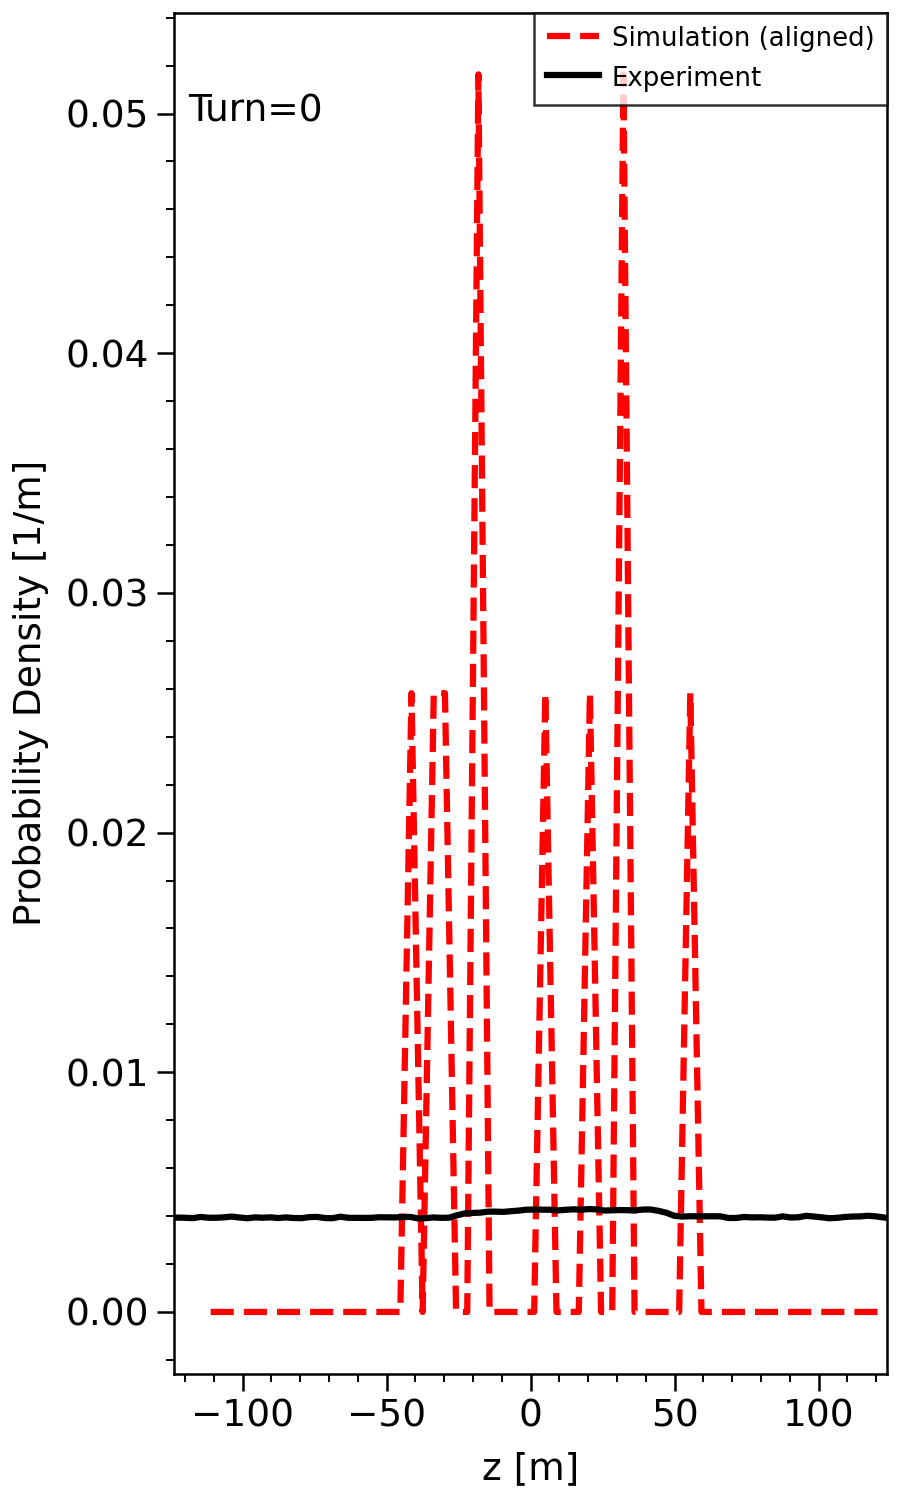 Simulation (aligned)
Experiment
Turn=0
0.05
0.04
0.03
0.02
0.01
0.00
Probability Density [1/m]
−100
−50
0
50
100
z [m]